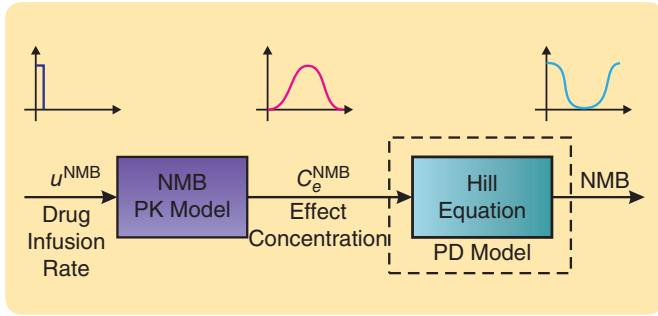 u^NMB
Drug
Infusion
Rate
NMB
PK Model
C_e^NMB
Effect
Concentration
Hill
Equation
PD Model
NMB